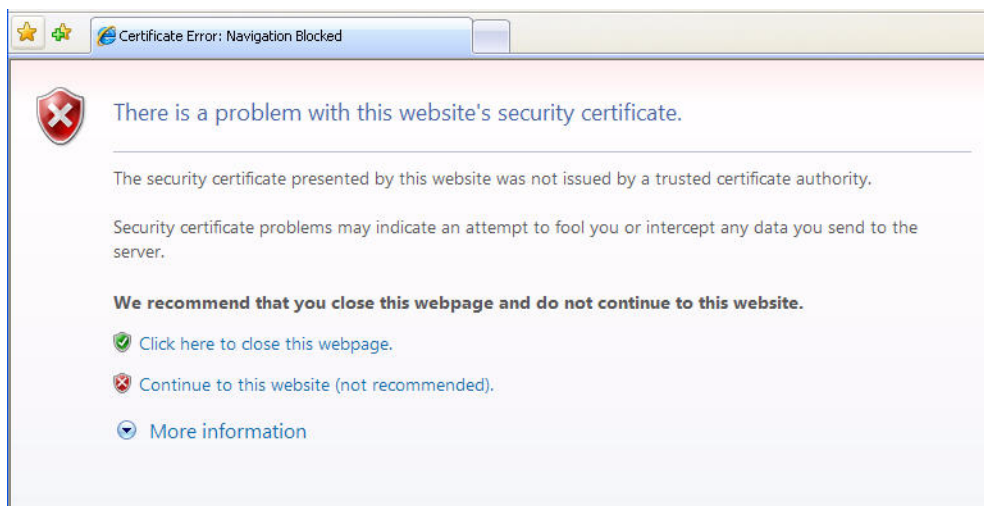 Certificate Error: Navigation Blocked
There is a problem with this website's security certificate.
The security certificate presented by this website was not issued by a trusted certificate authority.
Security certificate problems may indicate an attempt to fool you or intercept any data you send to the
server.
We recommend that you close this webpage and do not continue to this website.
Click here to close this webpage.
Continue to this website (not recommended).
More information